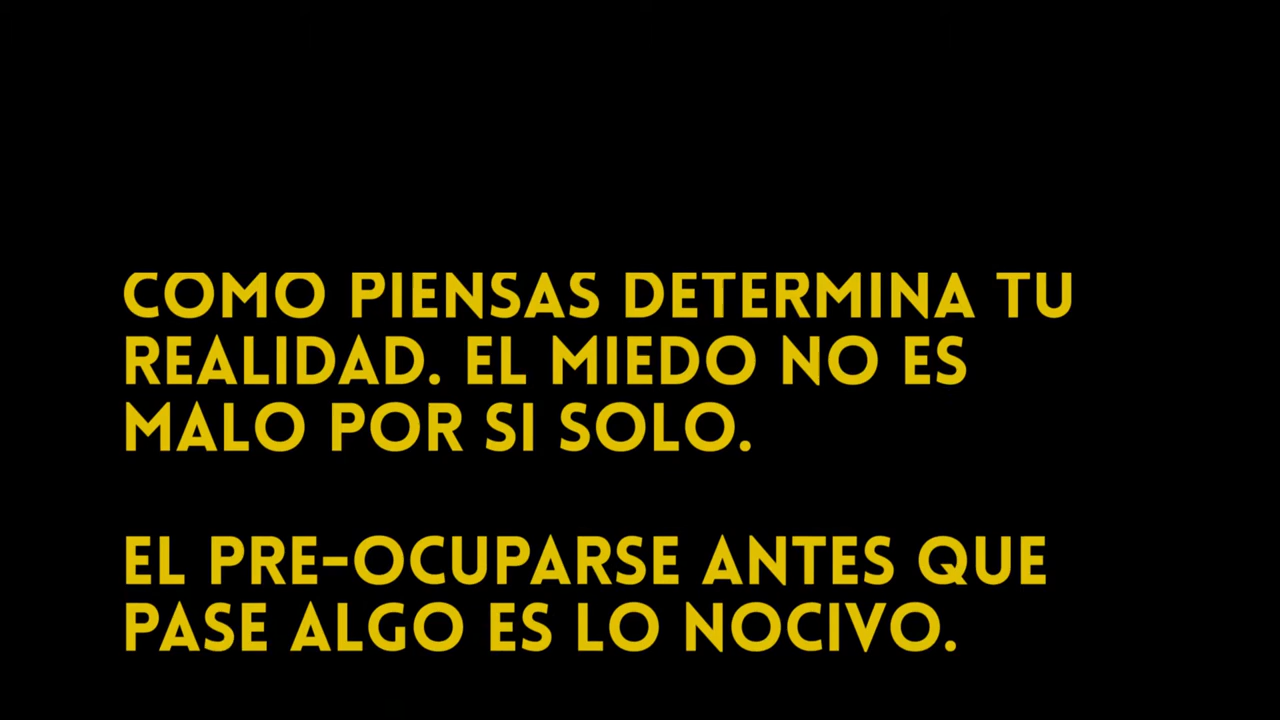 COMO PIENSAS DETERMINA TU
REALIDAD. EL MIEDO NO ES
MALO POR SI SOLO.
EL PRE-OCUPARSE ANTES QUE
PASE ALGO ES LO NOCIVO.